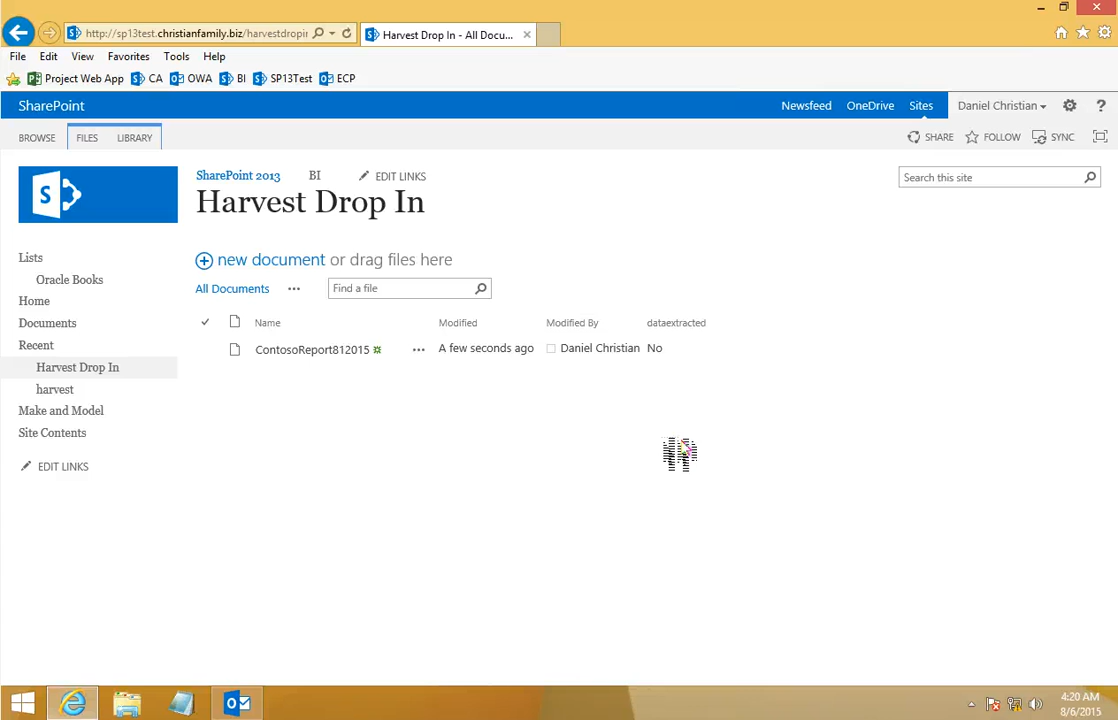 http://sp13test.christianfamily.biz/harvestdropir
Harvest Drop In - All Docu...
File Edit View Favorites Tools Help
Project Web App CA OWA BI SP13Test ECP
SharePoint Newsfeed OneDrive Sites Daniel Christian ?
BROWSE FILES LIBRARY SHARE FOLLOW SYNC
SharePoint 2013 BI EDIT LINKS
Search this site
Harvest Drop In
Lists
Oracle Books
Home
Documents
Recent
Harvest Drop In
harvest
Make and Model
Site Contents
EDIT LINKS
new document or drag files here
All Documents ... Find a file
Name Modified Modified By dataextracted
ContosoReport812015 ... A few seconds ago Daniel Christian No
4:20 AM
8/6/2015